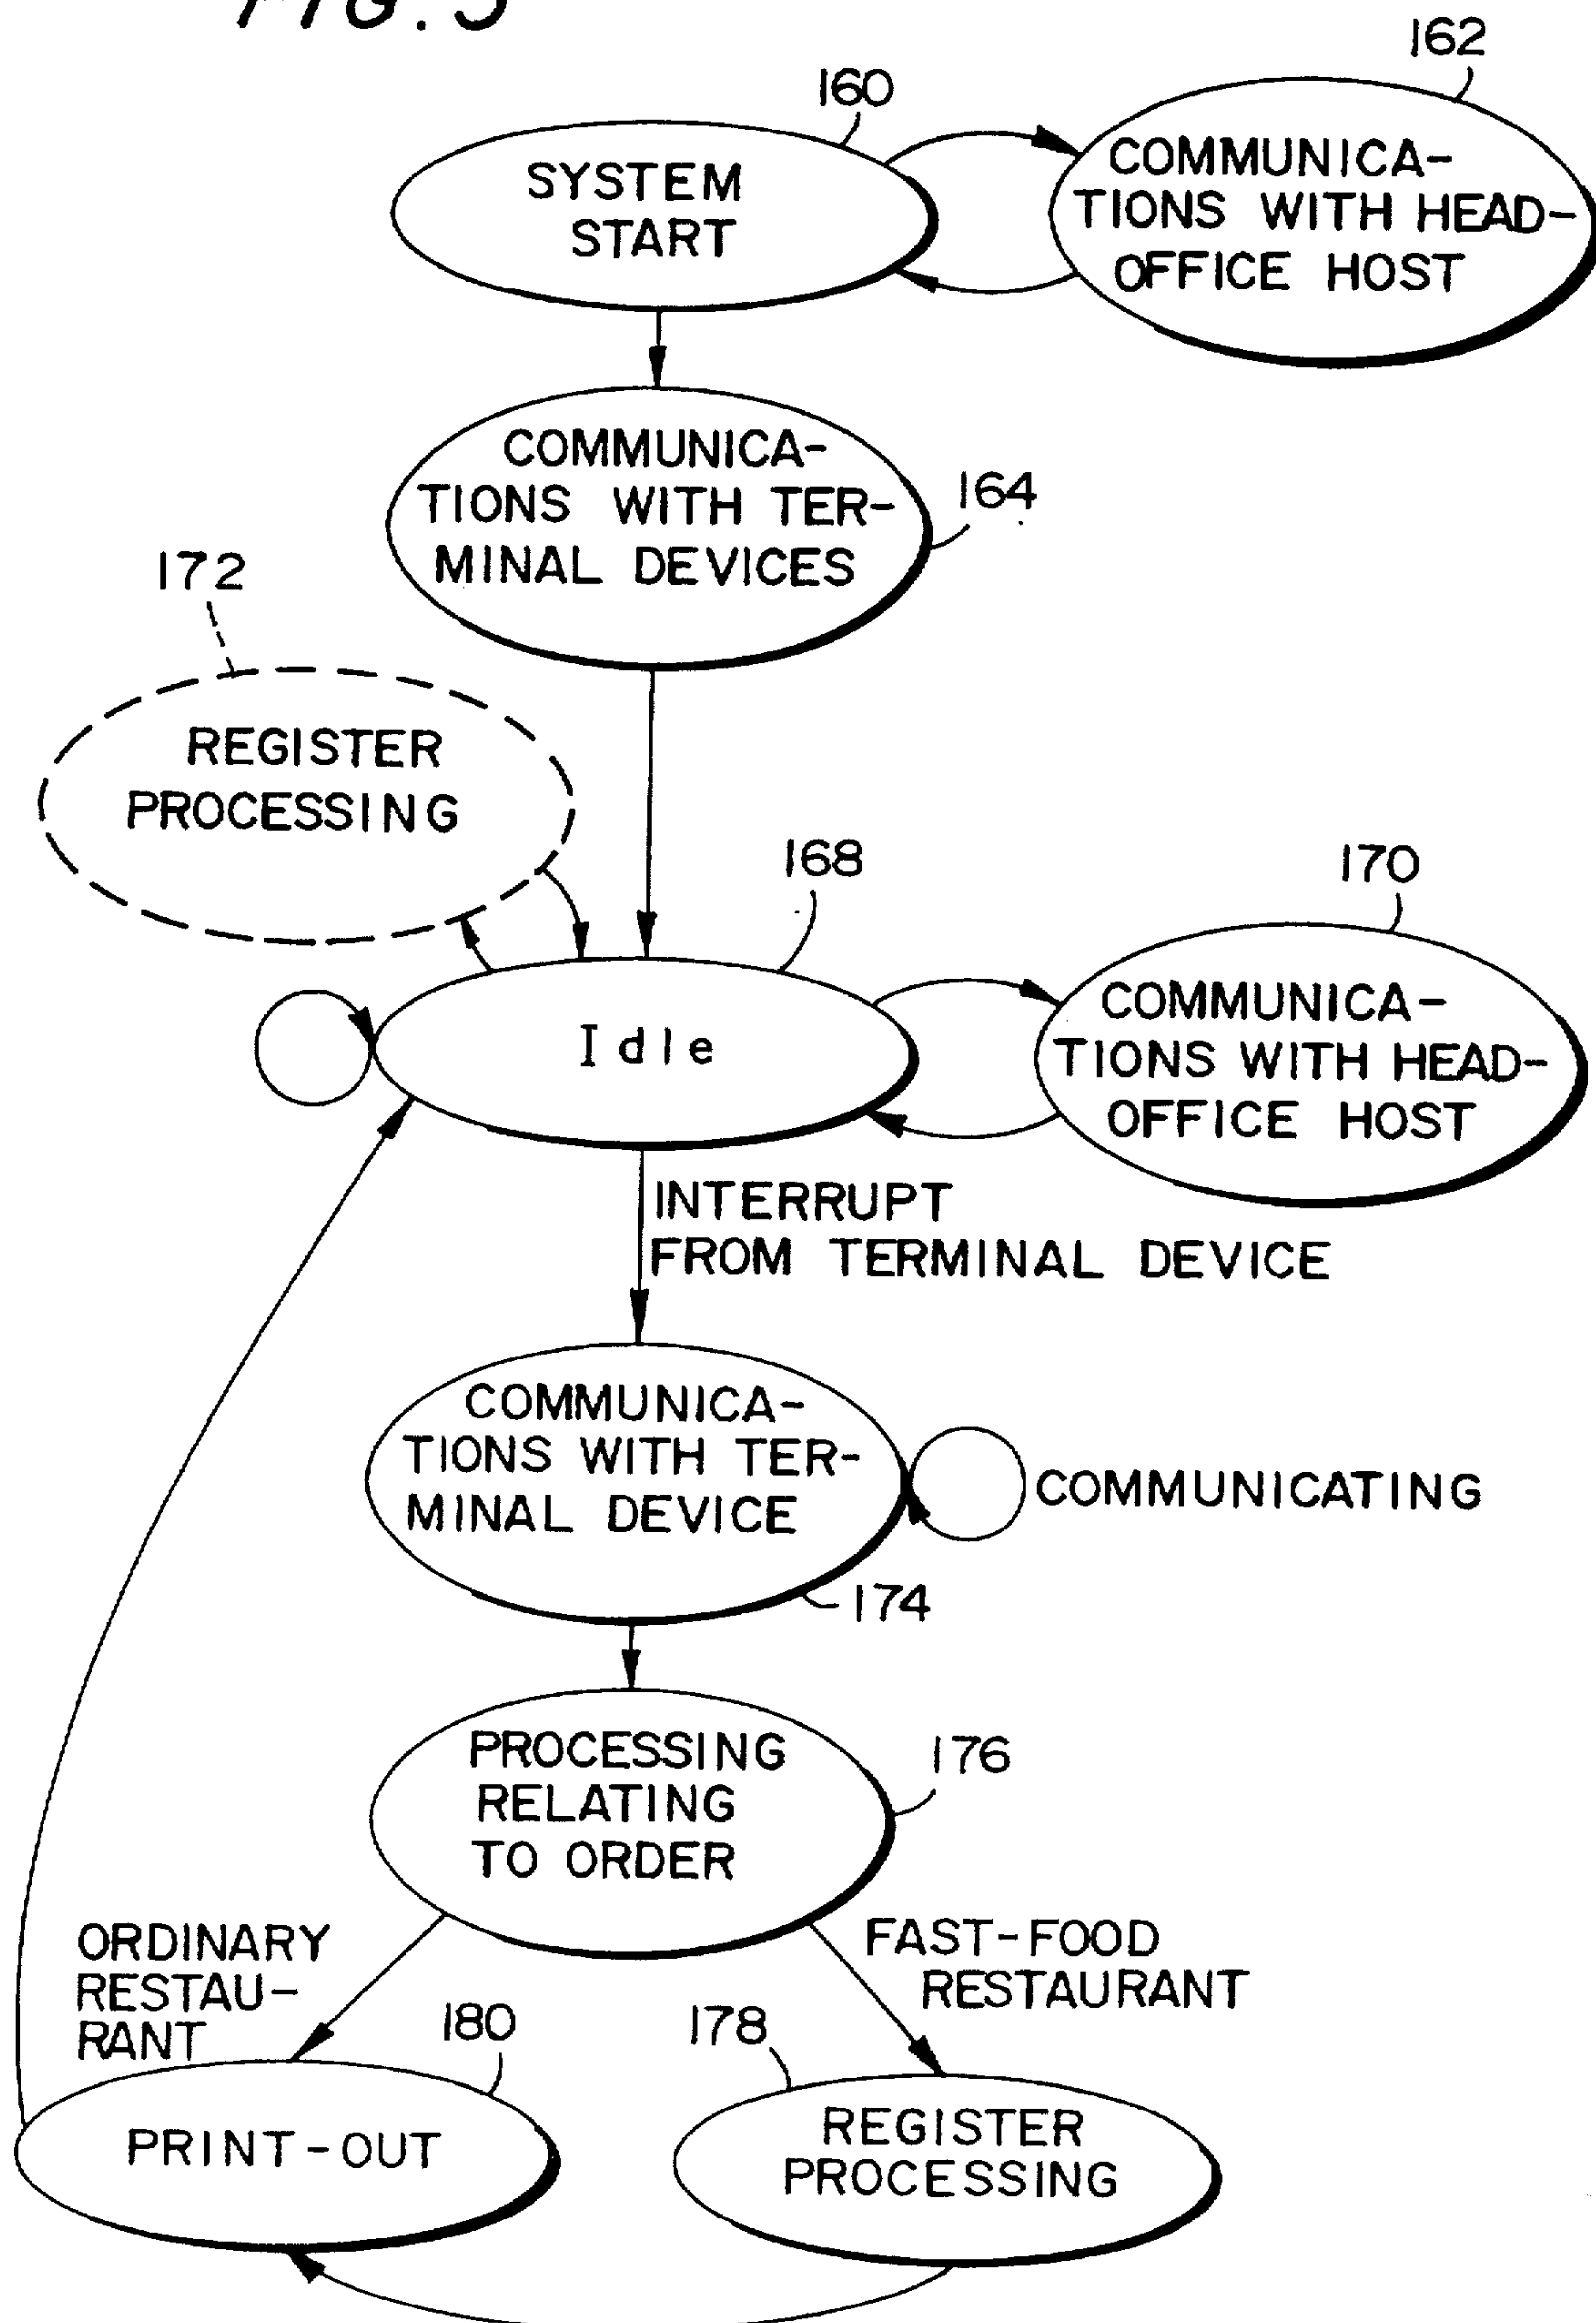 FIG. 5
162
160
SYSTEM
START
COMMUNICA-
TIONS WITH HEAD-
OFFICE HOST
COMMUNICA-
TIONS WITH TER-
MINAL DEVICES
164
172
REGISTER
PROCESSING
168
170
Idle
COMMUNICA-
TIONS WITH HEAD-
OFFICE HOST
INTERRUPT
FROM TERMINAL DEVICE
COMMUNICA-
TIONS WITH TER-
MINAL DEVICE
COMMUNICATING
174
PROCESSING
RELATING
TO ORDER
176
ORDINARY
RESTAU-
RANT
FAST-FOOD
RESTAURANT
180
178
PRINT-OUT
REGISTER
PROCESSING